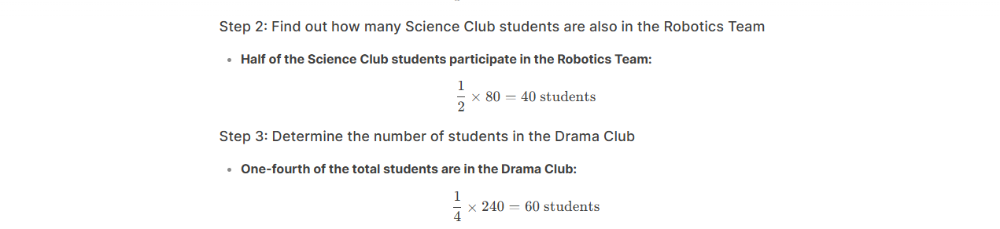 Step 2: Find out how many Science Club students are also in the Robotics Team
• Half of the Science Club students participate in the Robotics Team:
1/2 × 80 = 40 students
Step 3: Determine the number of students in the Drama Club
• One-fourth of the total students are in the Drama Club:
1/4 × 240 = 60 students